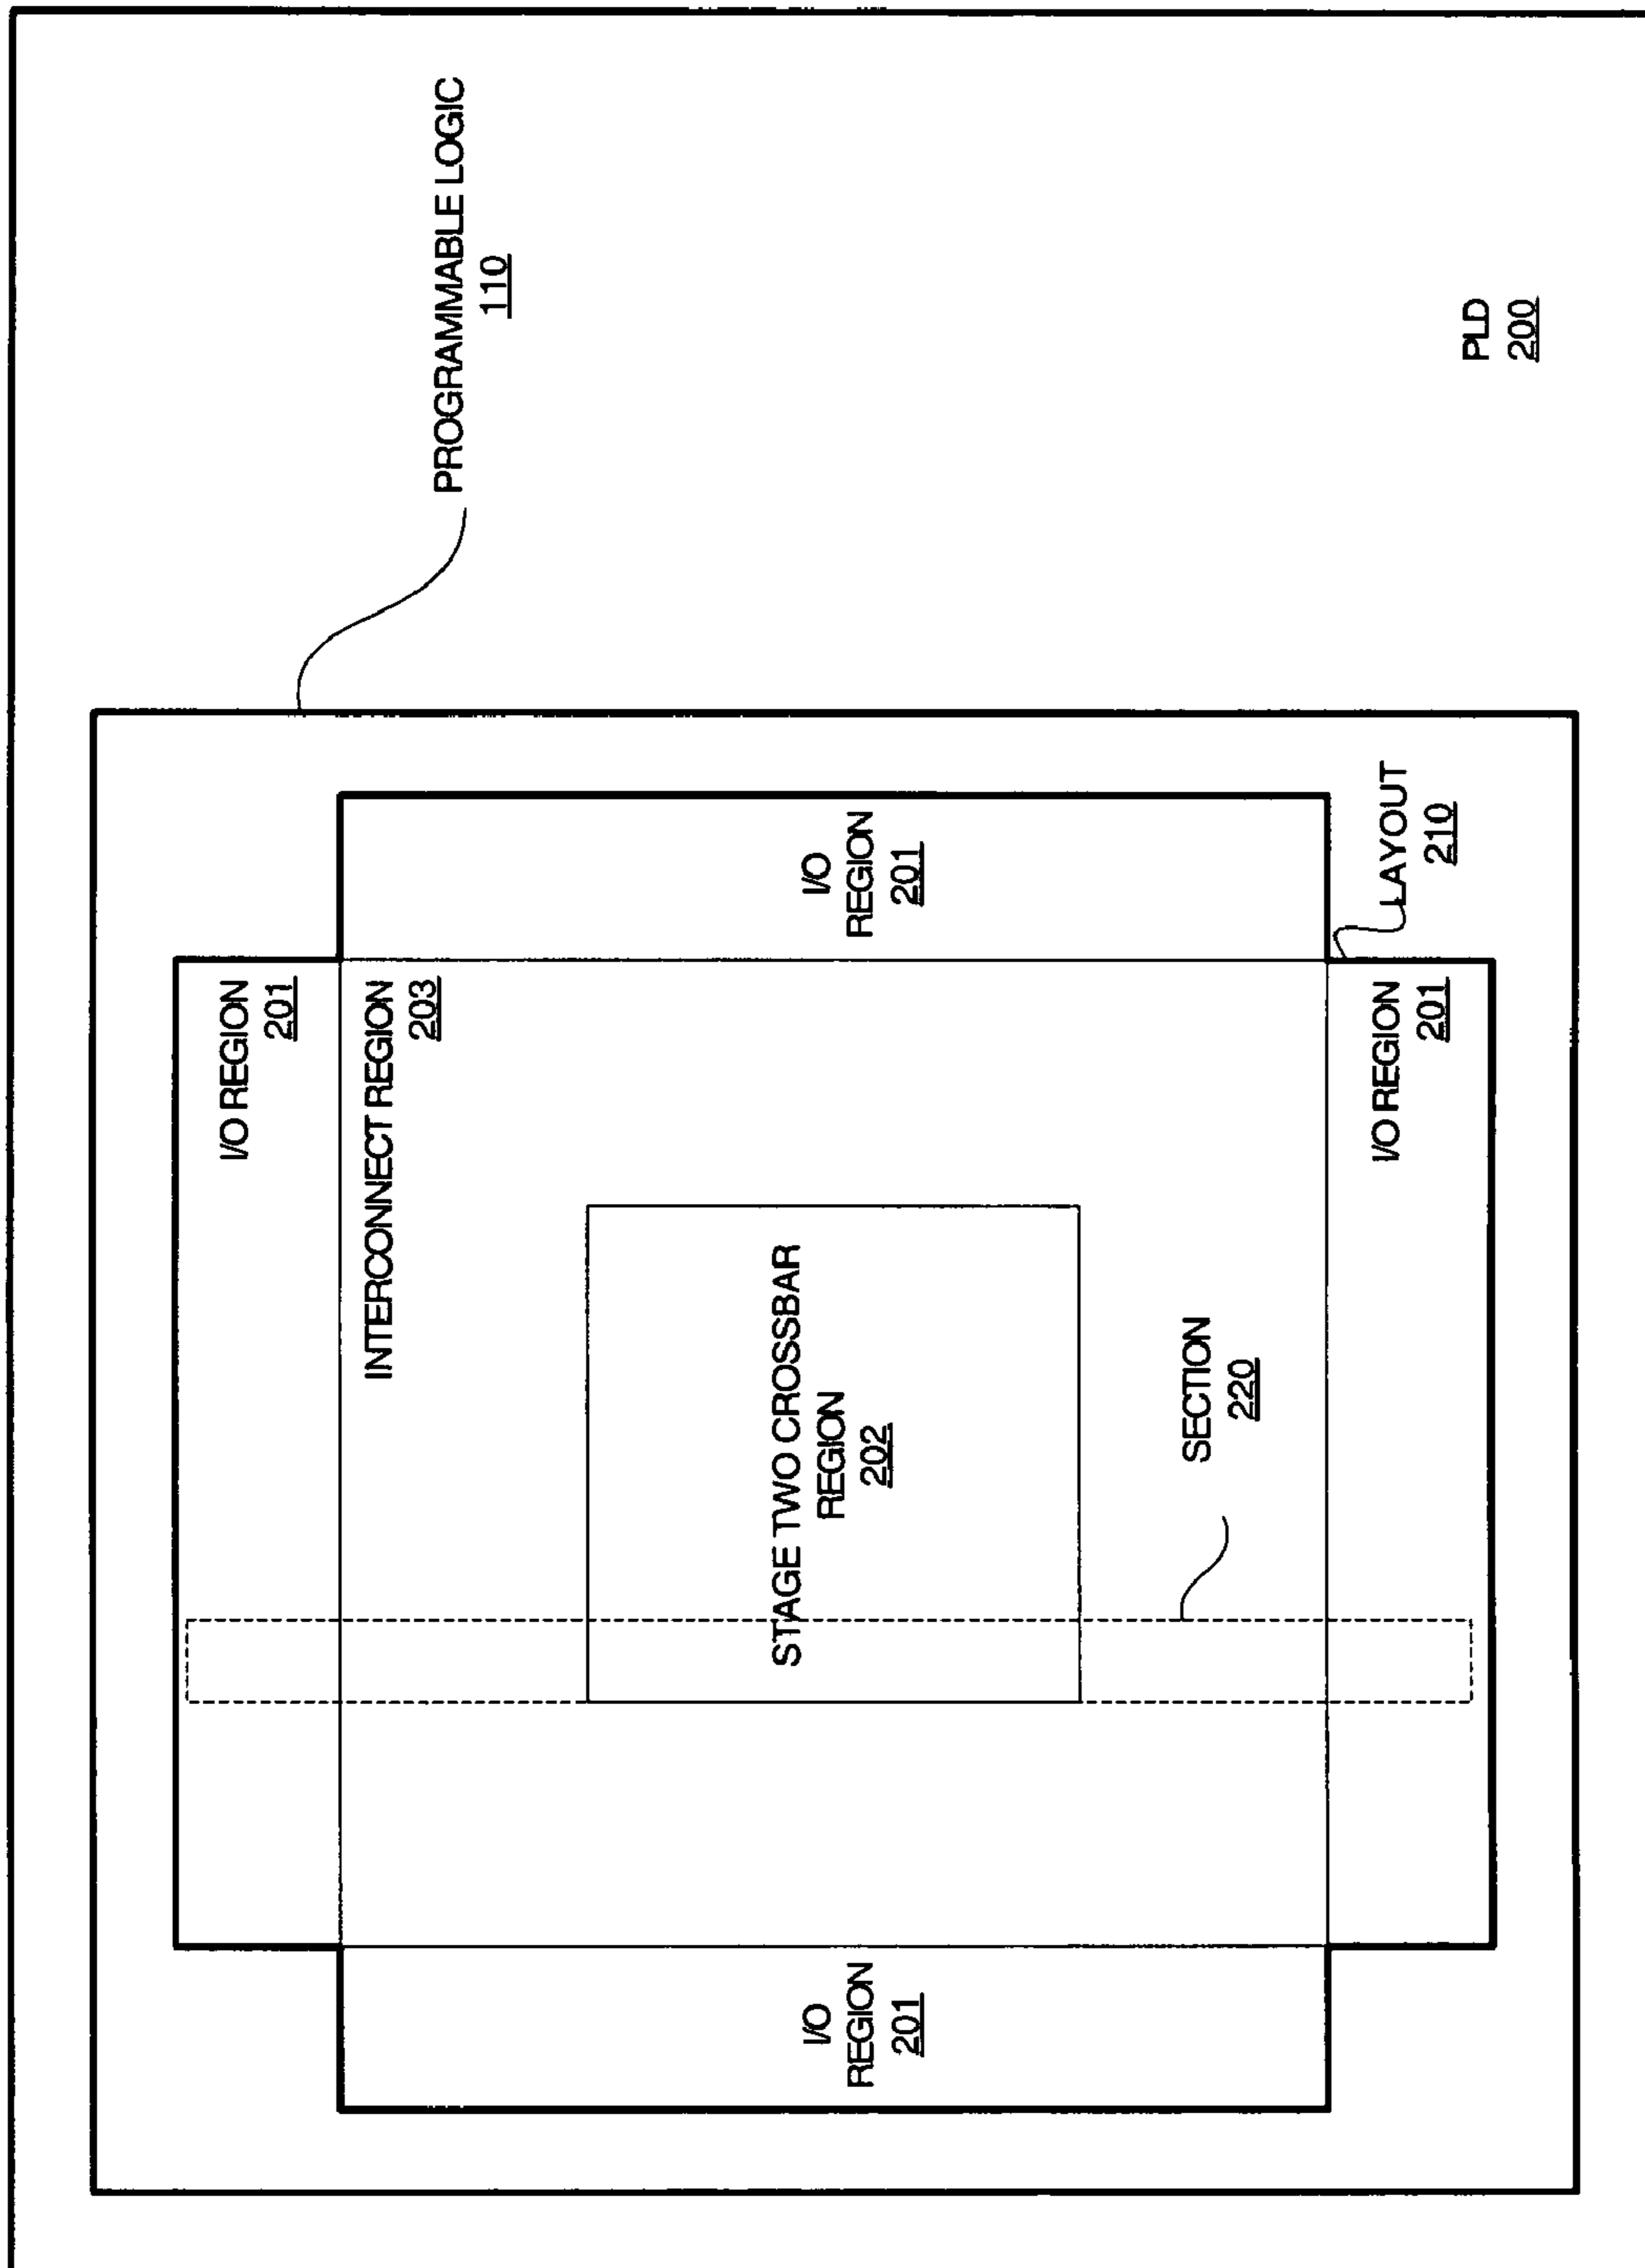 I/O REGION
201
INTERCONNECT REGION
203
PROGRAMMABLE LOGIC
110
STAGE TWO CROSSBAR
REGION
202
I/O
REGION
201
I/O
REGION
201
SECTION
220
I/O REGION
201
LAYOUT
210
PLD
200